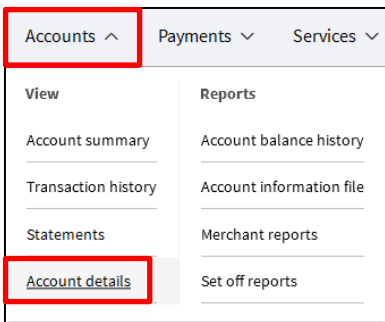 Accounts Payments Services
View Reports
Account summary Account balance history
Transaction history Account information file
Statements Merchant reports
Account details Set off reports